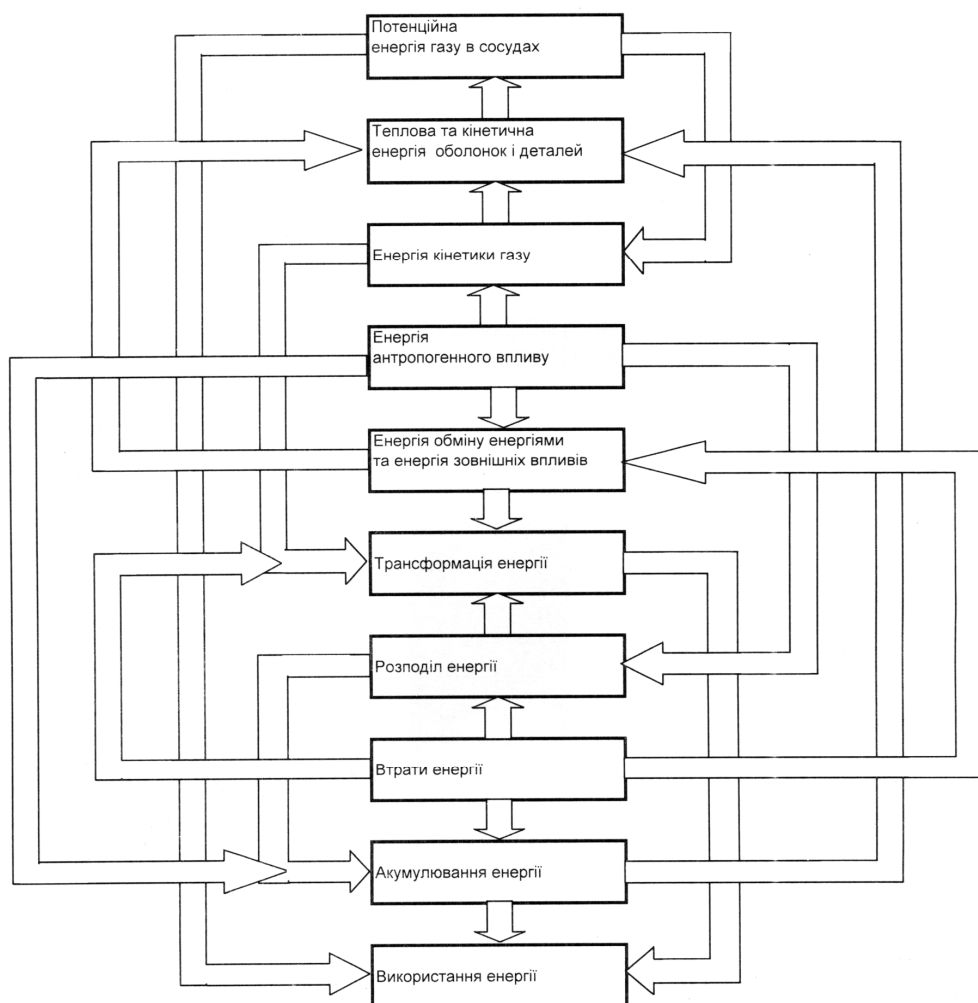 Потенційна
енергія газу в сосудах
Теплова та кінетична
енергія оболонок і деталей
Енергія кінетики газу
Енергія
антропогенного впливу
Енергія обміну енергіями
та енергія зовнішніх впливів
Трансформація енергії
Розподіл енергії
Втрати енергії
Акумулювання енергії
Використання енергії